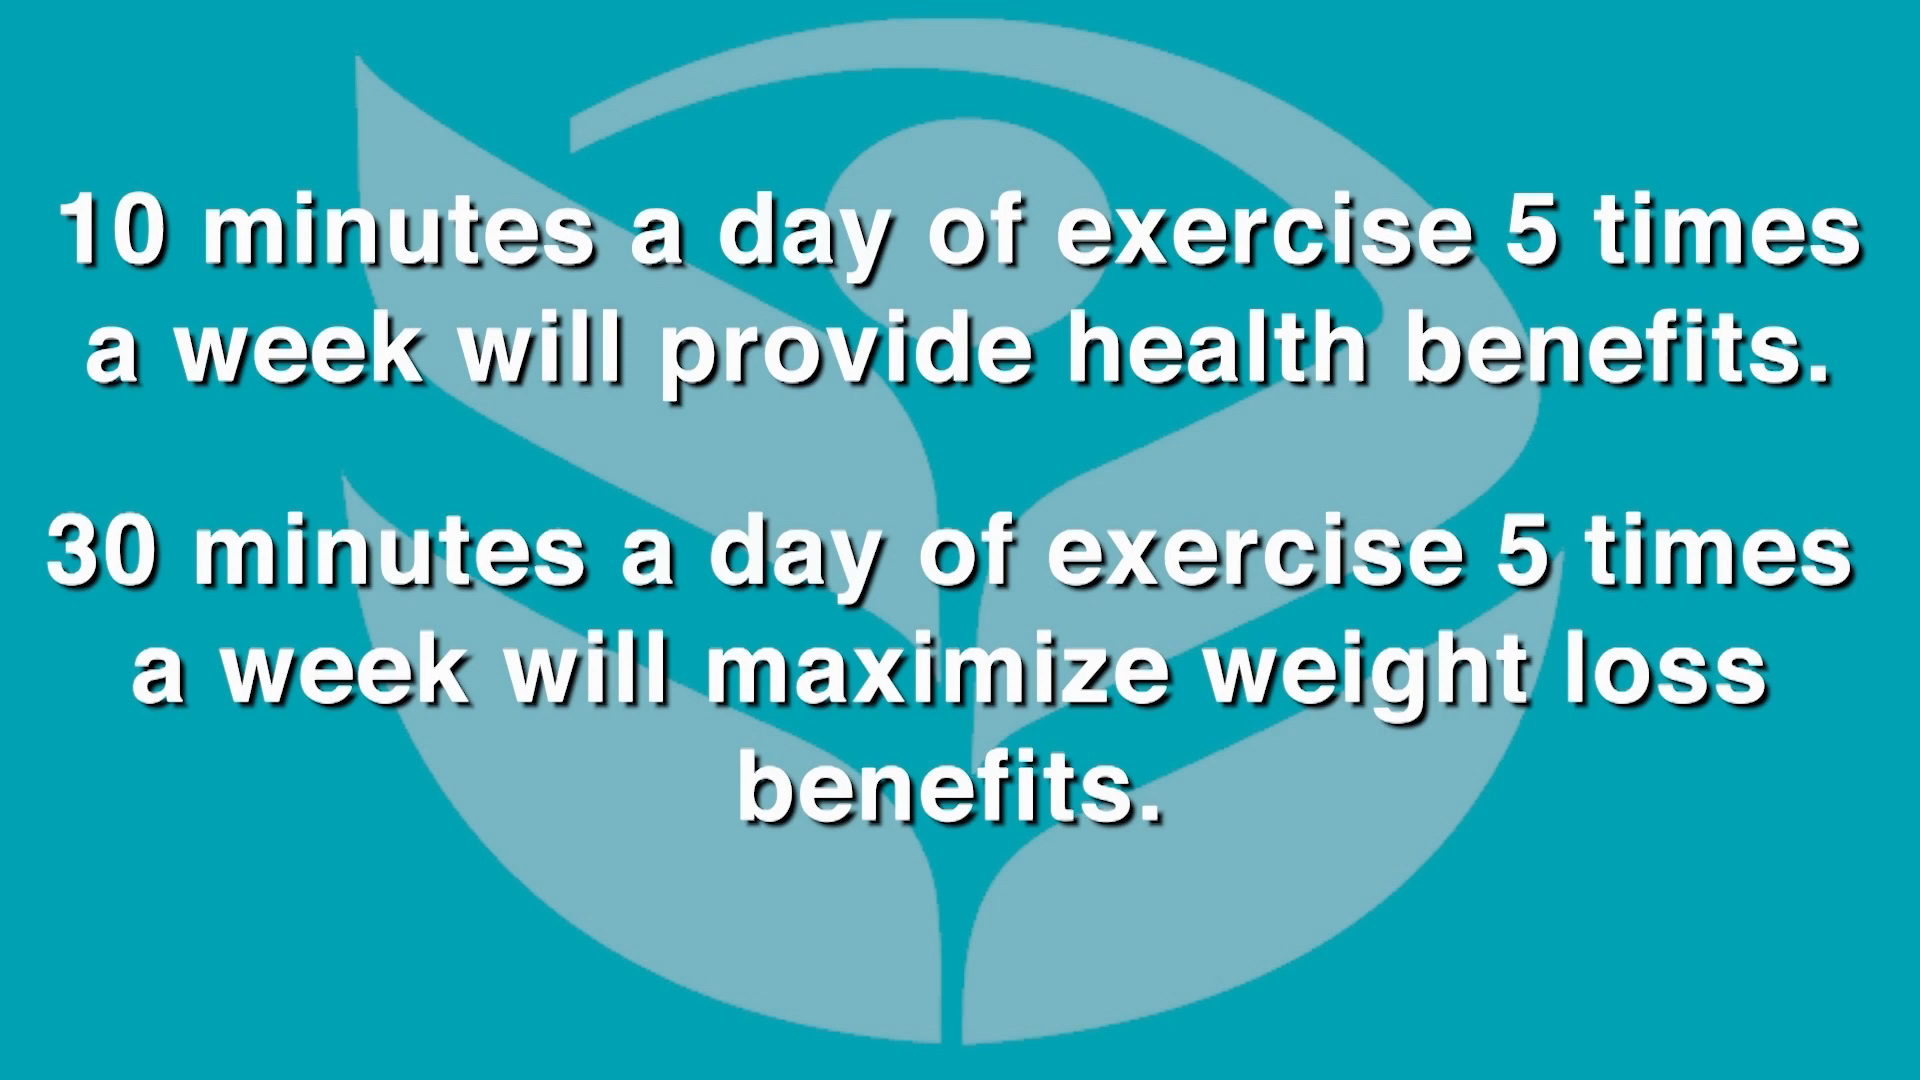 10 minutes a day of exercise 5 times
a week will provide health benefits.
30 minutes a day of exercise 5 times
a week will maximize weight loss
benefits.